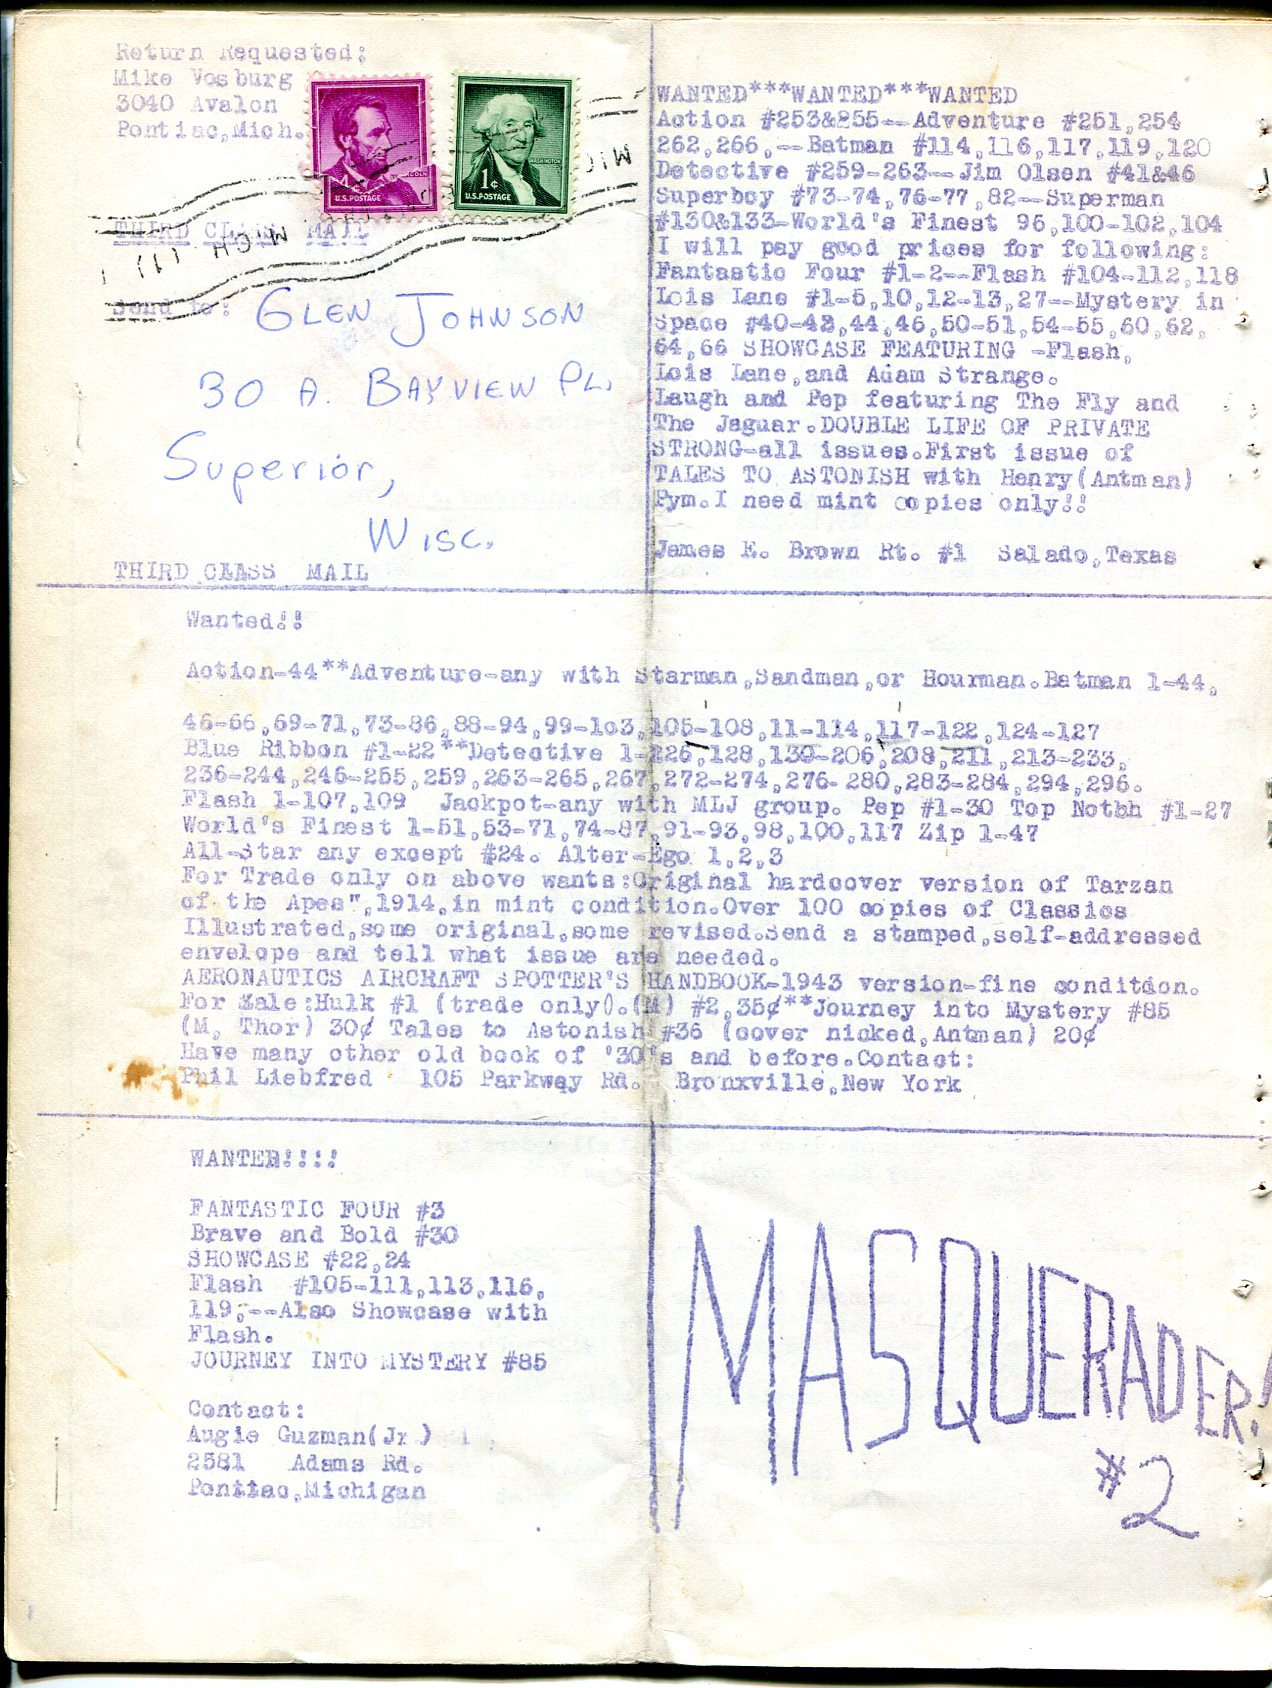 Return Requested;
Mike Vosburg
3040 Avalon
Pontiac,Mich.
4¢
LINCOLN
U.S.POSTAGE
1¢
WASHINGTON
U.S.POSTAGE
MICH.
THIRD CLASS MAIL
Send to:
GLEN JOHNSON
30 A. BAYVIEW PL.
Superior,
WISC.
THIRD CLASS MAIL
WANTED***WANTED***WANTED
Action #253&255--Adventure #251,254
262,266,--Batman #114,116,117,119,120
Detective #259-263--Jim Olsen #41&46
Superboy #73-74,76-77,82--Superman
#130&133-World's Finest 95,100-102,104
I will pay good prices for following:
Fantastic Four #1-2--Flash #104-112,118
Lois Lane #1-5,10,12-13,27--Mystery in
Space #40-43,44,46,50-51,54-55,60,62,
64,66 SHOWCASE FEATURING -Flash,
Lois Lane,and Adam Strange.
Laugh and Pep featuring The Fly and
The Jaguar.DOUBLE LIFE OF PRIVATE
STRONG-all issues.First issue of
TALES TO ASTONISH with Henry(Antman)
Pym.I need mint copies only!!
James E. Brown Rt. #1 Salado,Texas
Wanted!!
Action-44**Adventure-any with Starman,Sandman,or Hourman.Batman 1-44,
46-66,69-71,73-86,88-94,99-103,105-108,11-114,117-122,124-127
Blue Ribbon #1-22**Detective 1-126,128,130-206,208,211,213-233,
236-244,246-255,259,263-265,267,272-274,276-280,283-284,294,296.
Flash 1-107,109 Jackpot-any with MLJ group. Pep #1-30 Top Notbh #1-27
World's Finest 1-51,53-71,74-87,91-93,98,100,117 Zip 1-47
All-Star any except #24. Alter-Ego 1,2,3
For Trade only on above wants:Original hardcover version of Tarzan
of the Apes",1914,in mint condition.Over 100 copies of Classics
Illustrated,some original,some revised.Send a stamped,self-addressed
envelope and tell what issue are needed.
AERONAUTICS AIRCRAFT SPOTTER'S HANDBOOK-1943 version-fine condition.
For Sale:Hulk #1 (trade only().(M) #2,35¢**Journey into Mystery #85
(M, Thor) 30¢ Tales to Astonish #36 (cover nicked,Antman) 20¢
Have many other old book of '30's and before.Contact:
Phil Liebfred 105 Parkway Rd. Bronxville,New York
WANTER!!!!
FANTASTIC FOUR #3
Brave and Bold #30
SHOWCASE #22,24
Flash #105-111,113,116,
119,--Also Showcase with
Flash.
JOURNEY INTO MYSTERY #85
Contact:
Augie Guzman(Jr.)
2581 Adams Rd.
Pontiac,Michigan
MASQUERADER!
#2